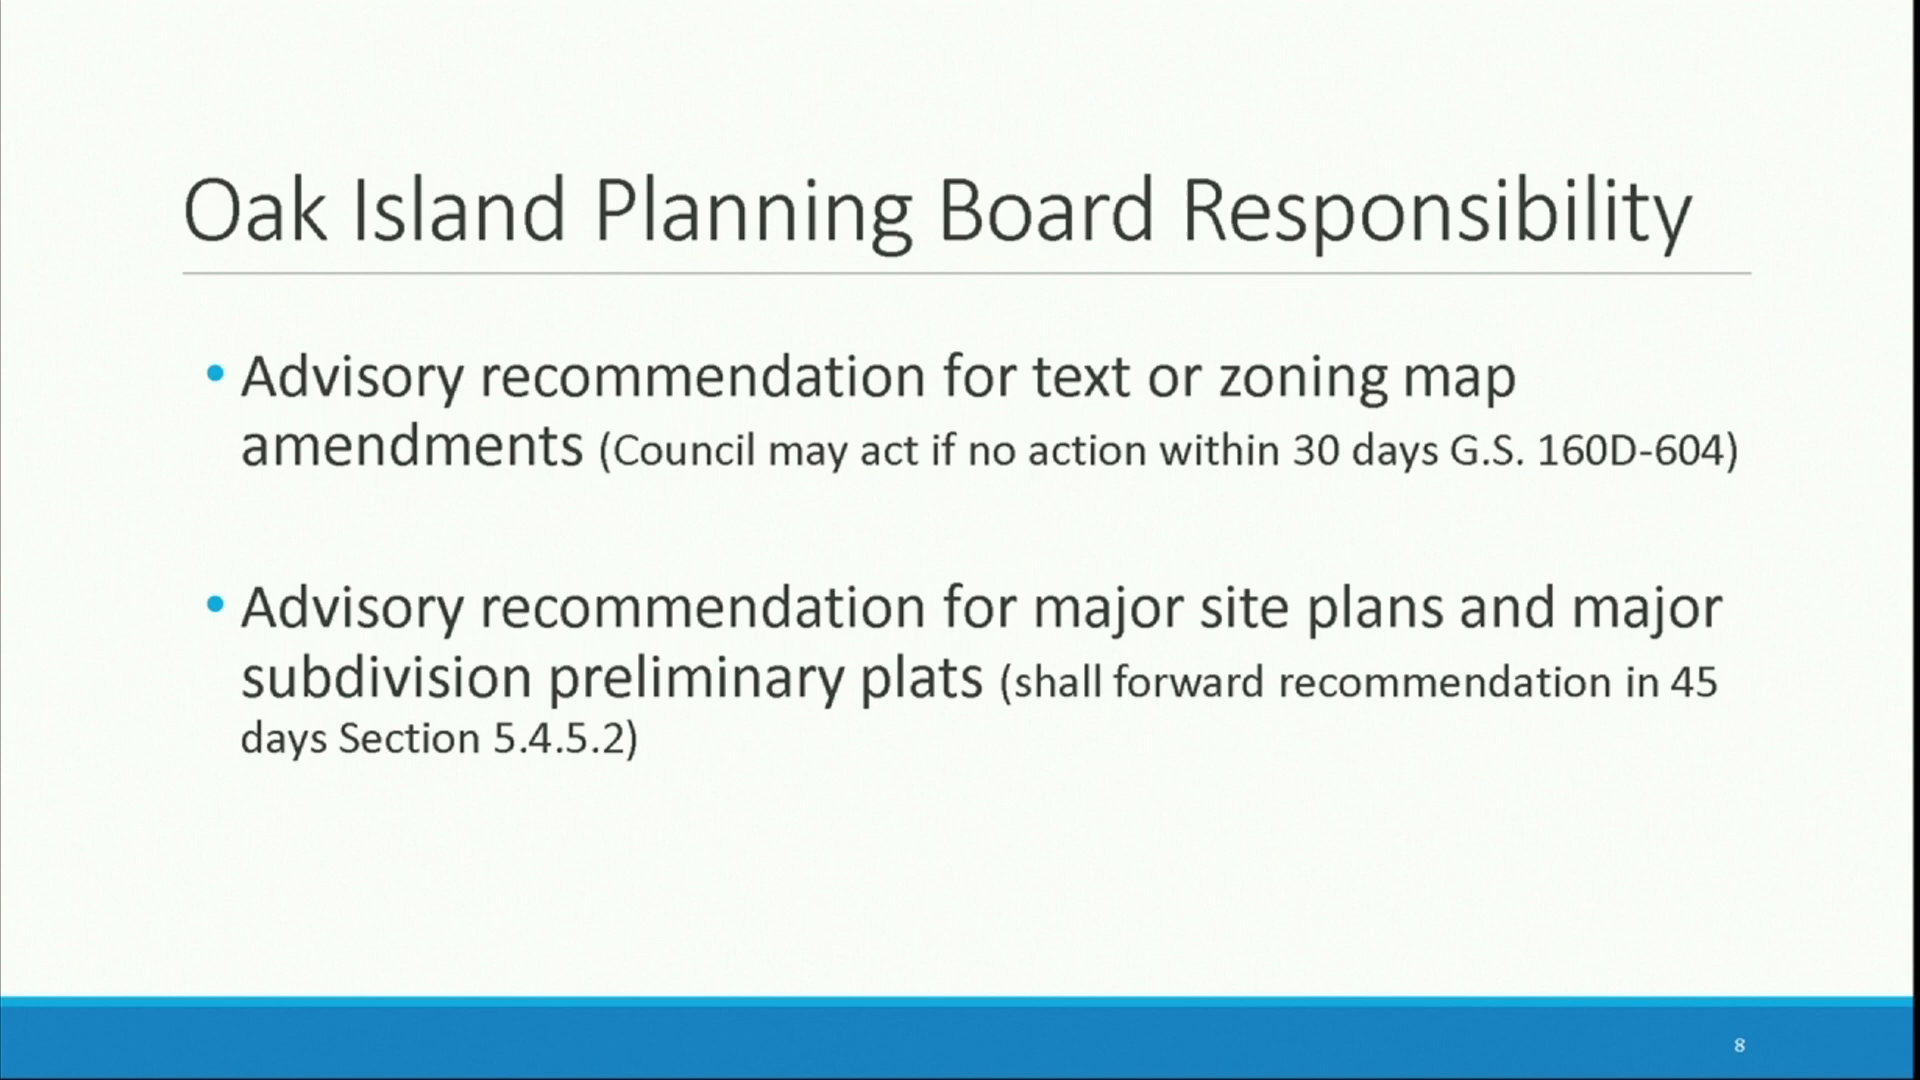 Oak Island Planning Board Responsibility
• Advisory recommendation for text or zoning map
amendments (Council may act if no action within 30 days G.S. 160D-604)
• Advisory recommendation for major site plans and major
subdivision preliminary plats (shall forward recommendation in 45
days Section 5.4.5.2)
8